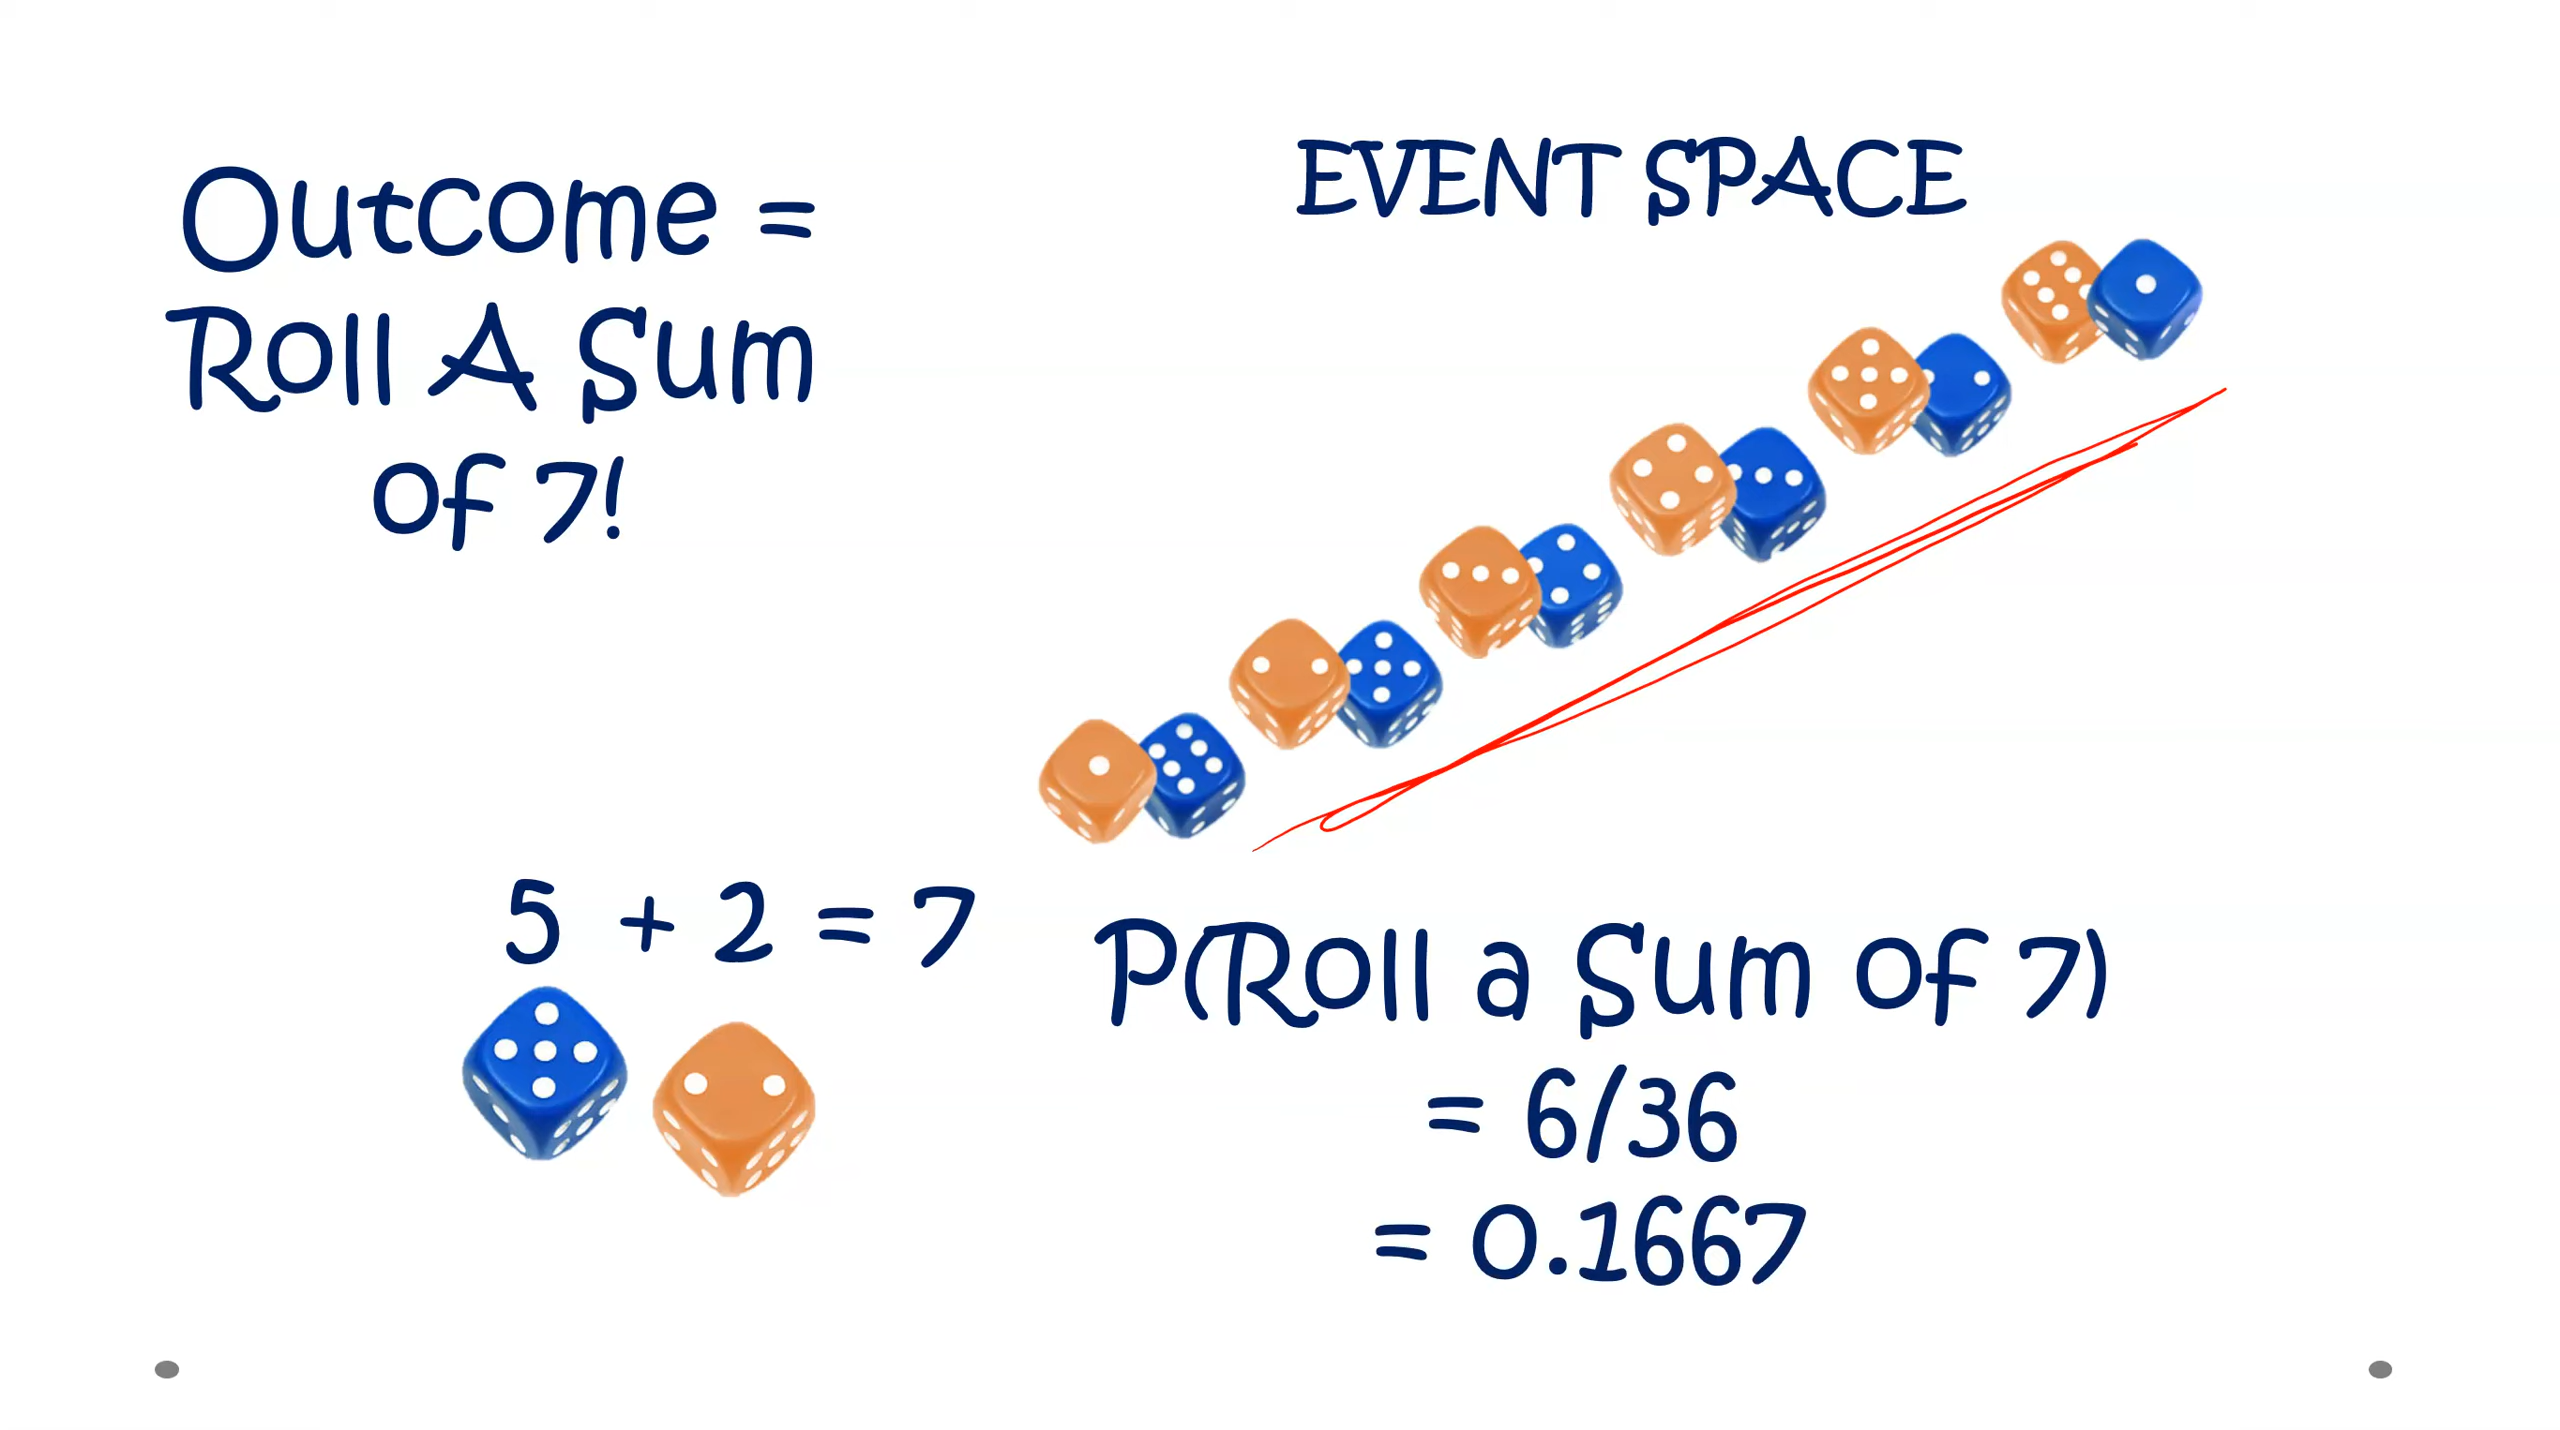 Outcome =
Roll A Sum
of 7!
EVENT SPACE
5 + 2 = 7
P(Roll a Sum of 7)
= 6/36
= 0.1667